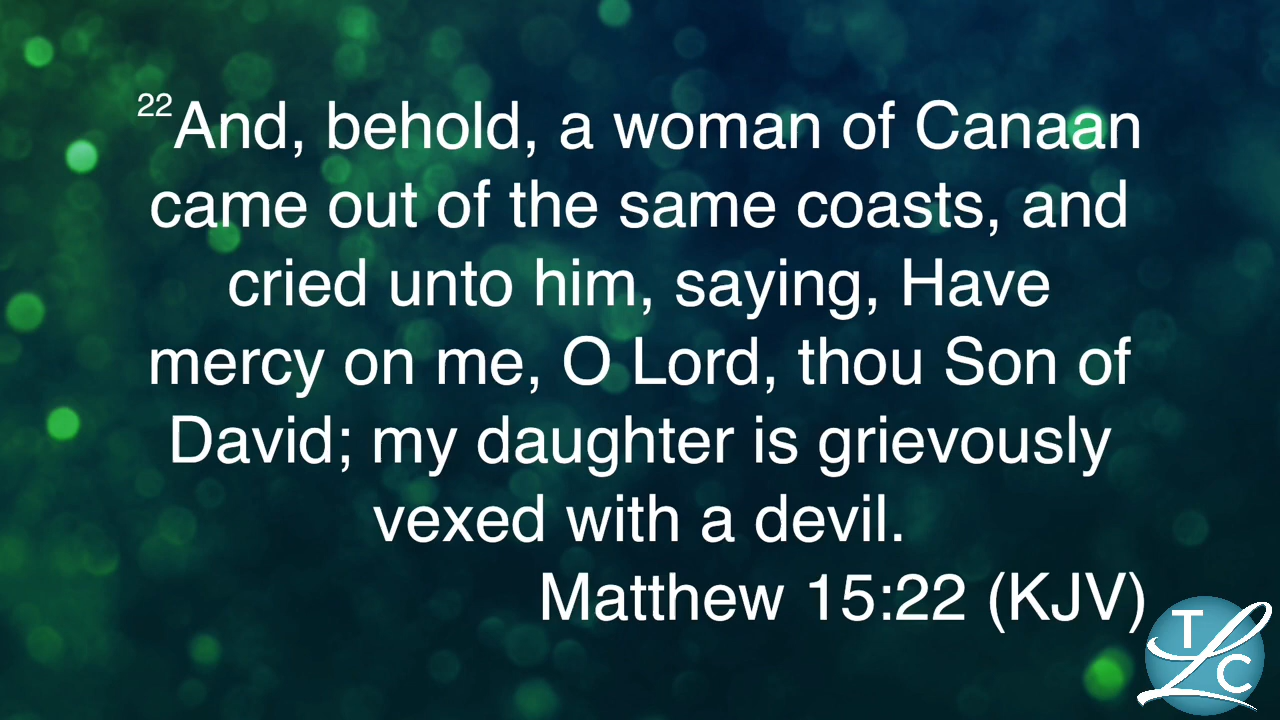 22And, behold, a woman of Canaan
came out of the same coasts, and
cried unto him, saying, Have
mercy on me, O Lord, thou Son of
David; my daughter is grievously
vexed with a devil.
Matthew 15:22 (KJV)
TLC